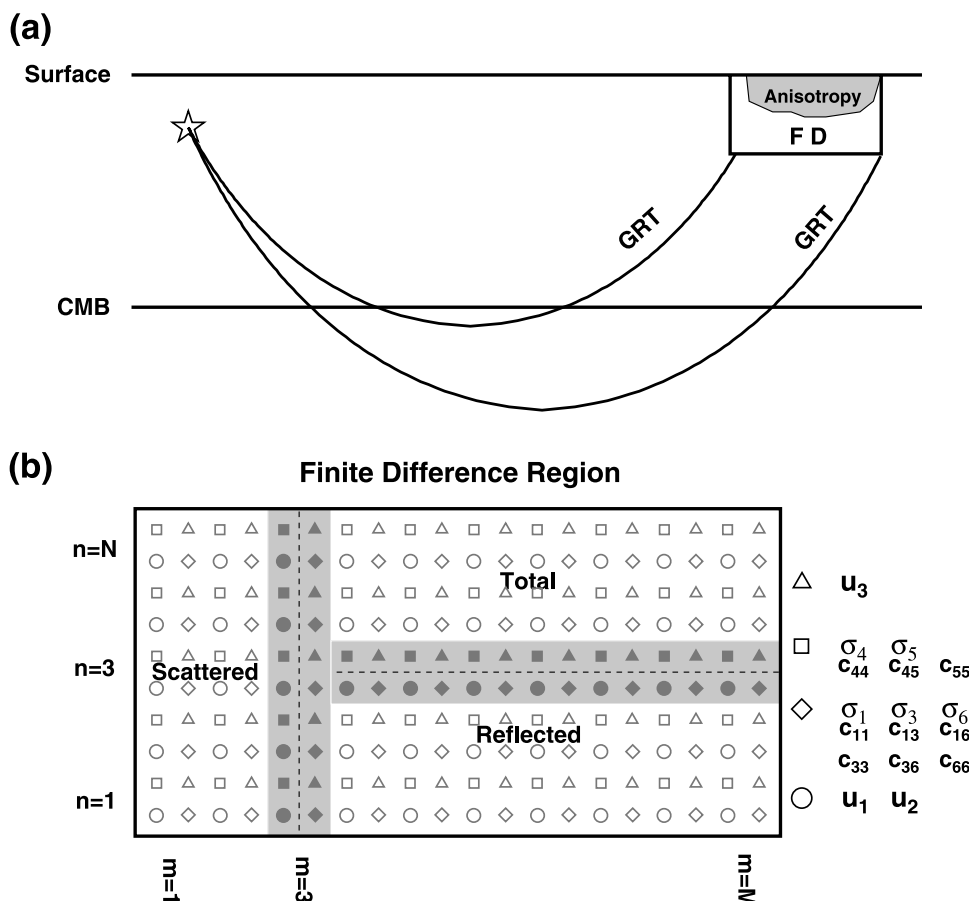 (a)
Surface
Anisotropy
F D
GRT
GRT
CMB
(b)
Finite Difference Region
n=N
Total
n=3
Scattered
Reflected
n=1
m=1
m=3
u₃
σ₄ σ₅
c₄₄ c₄₅ c₅₅
σ₁ σ₃ σ₆
c₁₁ c₁₃ c₁₆
c₃₃ c₃₆ c₆₆
u₁ u₂